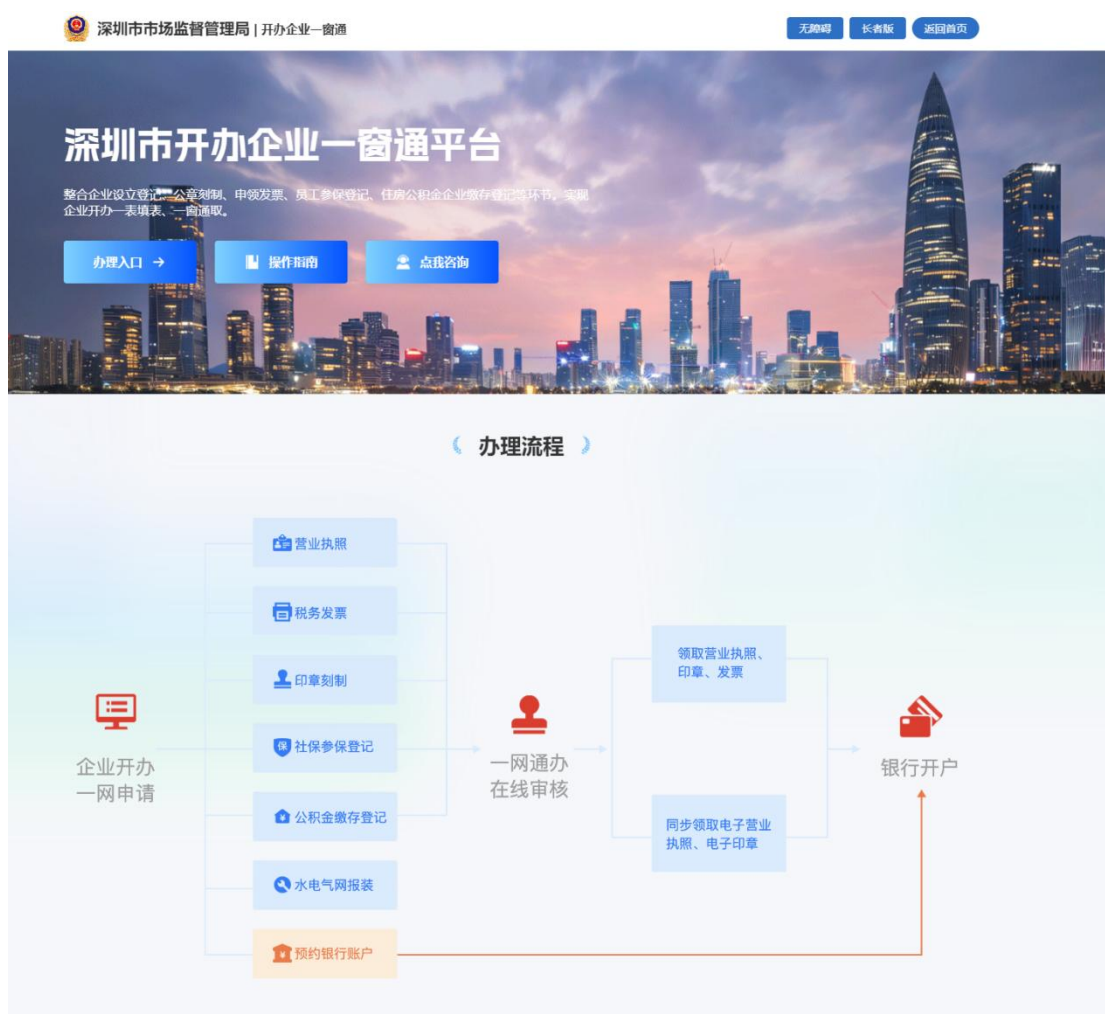 深圳市市场监督管理局 | 开办企业一窗通
无障碍
长者版
返回首页
深圳市开办企业一窗通平台
整合企业设立登记、公章刻制、申领发票、员工参保登记、住房公积金企业缴存登记等环节，实现
企业开办一表填表、一窗通取。
办理入口 →
操作指南
点我咨询
办理流程
营业执照
税务发票
印章刻制
保 社保参保登记
公积金缴存登记
水电气网报装
预约银行账户
企业开办
一网申请
一网通办
在线审核
领取营业执照、
印章、发票
同步领取电子营业
执照、电子印章
银行开户